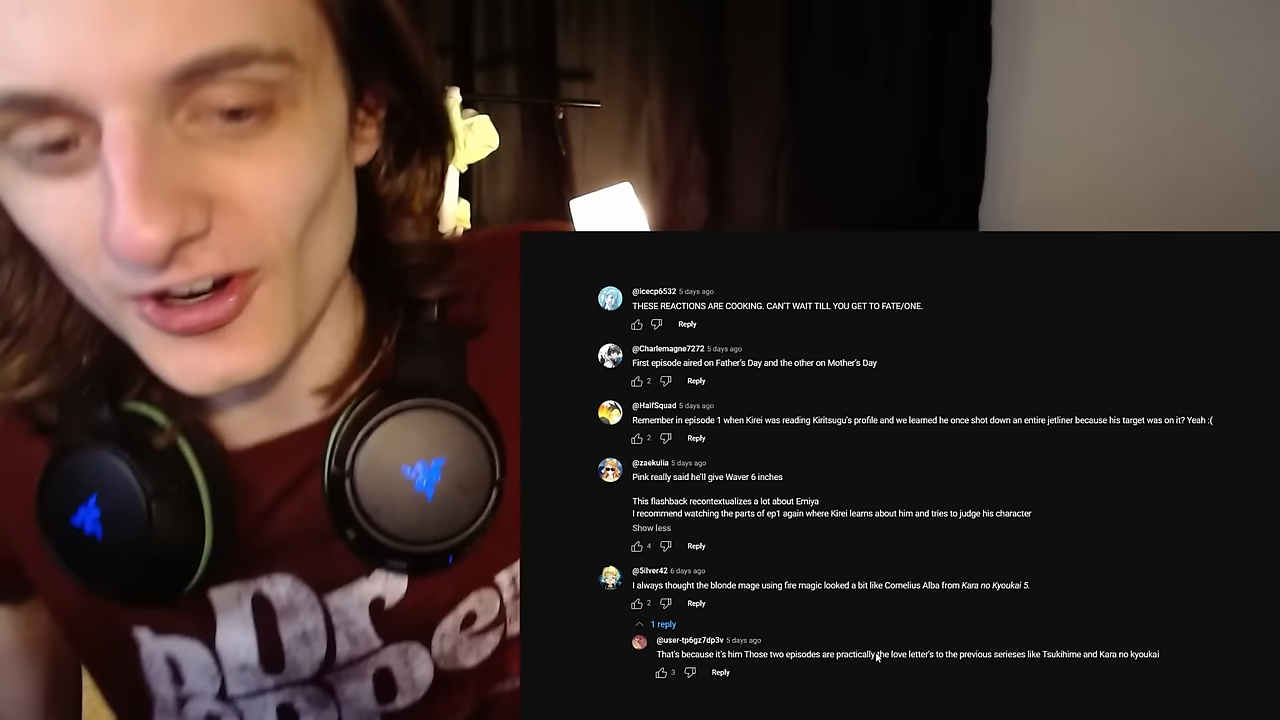 @icecp6532 5 days ago
THESE REACTIONS ARE COOKING. CAN'T WAIT TILL YOU GET TO FATE/ONE.
Reply
@Charlemagne7272 5 days ago
First episode aired on Father's Day and the other on Mother's Day
2 Reply
@HalfSquad 5 days ago
Remember in episode 1 when Kirei was reading Kiritsugu's profile and we learned he once shot down an entire jetliner because his target was on it? Yeah :(
2 Reply
@zaekulia 5 days ago
Pink really said he'll give Waver 6 inches
This flashback recontextualizes a lot about Emiya
I recommend watching the parts of ep1 again where Kirei learns about him and tries to judge his character
Show less
4 Reply
@5ilver42 6 days ago
I always thought the blonde mage using fire magic looked a bit like Cornelius Alba from Kara no Kyoukai 5.
2 Reply
1 reply
@user-tp6gz7dp3v 5 days ago
That's because it's him Those two episodes are practically the love letter's to the previous serieses like Tsukihime and Kara no kyoukai
3 Reply
Dr
Pepper